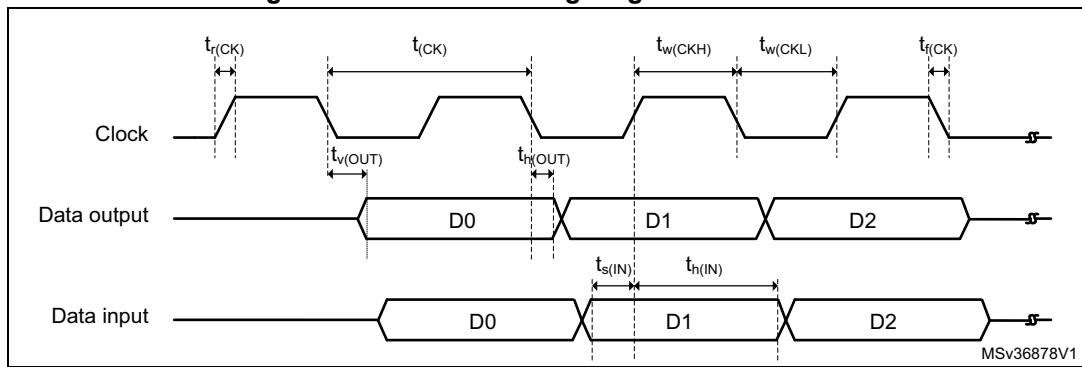 t_r(CK) t_(CK) t_w(CKH) t_w(CKL) t_f(CK)
Clock
t_v(OUT) t_h(OUT)
Data output D0 D1 D2
t_s(IN) t_h(IN)
Data input D0 D1 D2
MSv36878V1